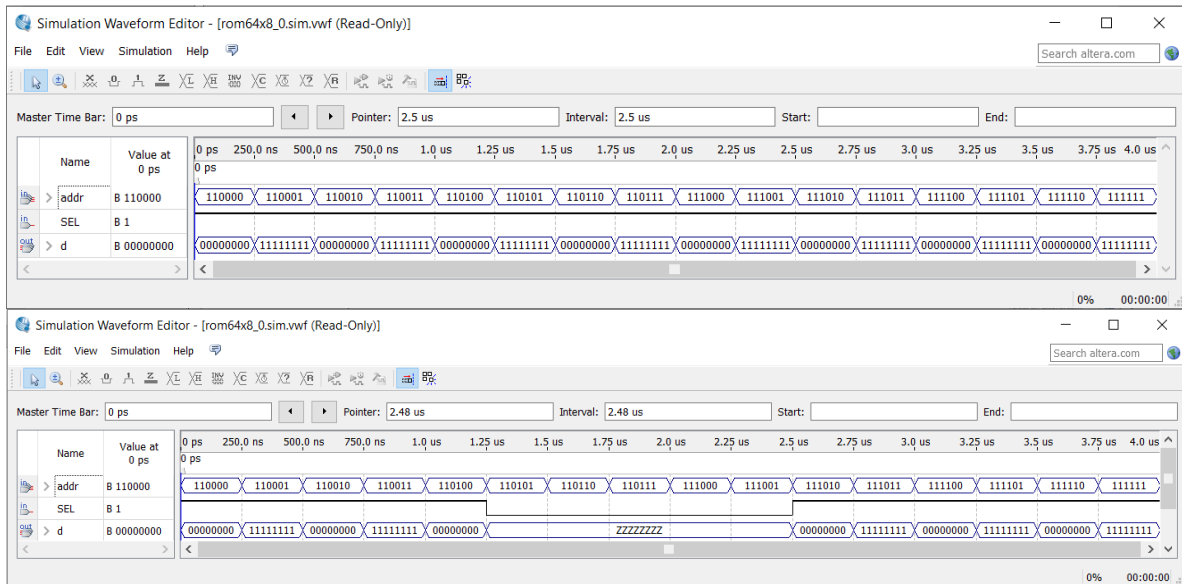 Simulation Waveform Editor - [rom64x8_0.sim.vwf (Read-Only)]
File Edit View Simulation Help
Search altera.com
Master Time Bar: 0 ps Pointer: 2.5 us Interval: 2.5 us Start: End:
Name Value at 0 ps
0 ps 250.0 ns 500.0 ns 750.0 ns 1.0 us 1.25 us 1.5 us 1.75 us 2.0 us 2.25 us 2.5 us 2.75 us 3.0 us 3.25 us 3.5 us 3.75 us 4.0 us
0 ps
addr B 110000 110000 110001 110010 110011 110100 110101 110110 110111 111000 111001 111010 111011 111100 111101 111110 111111
SEL B 1
d B 00000000 00000000 11111111 00000000 11111111 00000000 11111111 00000000 11111111 00000000 11111111 00000000 11111111 00000000 11111111 00000000 11111111
0% 00:00:00
Simulation Waveform Editor - [rom64x8_0.sim.vwf (Read-Only)]
File Edit View Simulation Help
Search altera.com
Master Time Bar: 0 ps Pointer: 2.48 us Interval: 2.48 us Start: End:
Name Value at 0 ps
0 ps 250.0 ns 500.0 ns 750.0 ns 1.0 us 1.25 us 1.5 us 1.75 us 2.0 us 2.25 us 2.5 us 2.75 us 3.0 us 3.25 us 3.5 us 3.75 us 4.0 us
0 ps
addr B 110000 110000 110001 110010 110011 110100 110101 110110 110111 111000 111001 111010 111011 111100 111101 111110 111111
SEL B 1
d B 00000000 00000000 11111111 00000000 11111111 00000000 ZZZZZZZZ 00000000 11111111 00000000 11111111 00000000 11111111
0% 00:00:00